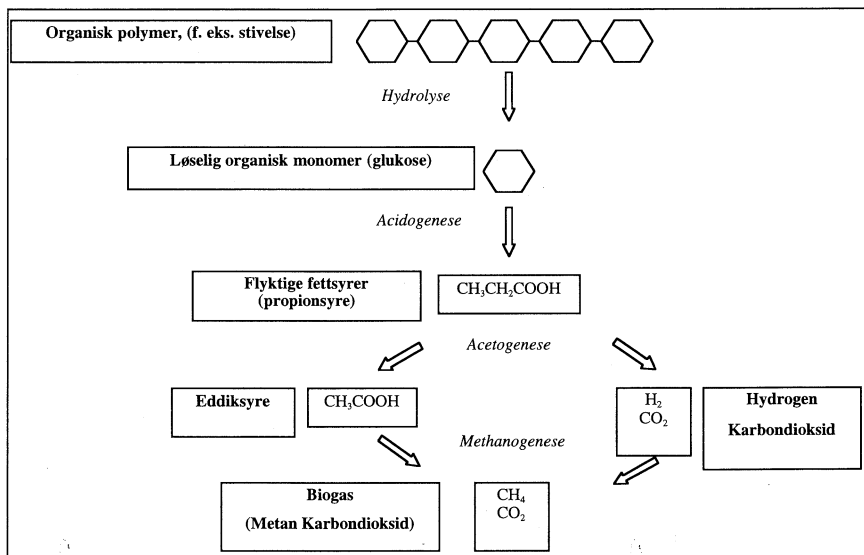 Organisk polymer, (f. eks. stivelse)
Hydrolyse
Løselig organisk monomer (glukose)
Acidogenese
Flyktige fettsyrer
(propionsyre)
CH₃CH₂COOH
Acetogenese
Eddiksyre
CH₃COOH
H₂
CO₂
Hydrogen
Karbondioksid
Methanogenese
Biogas
(Metan Karbondioksid)
CH₄
CO₂